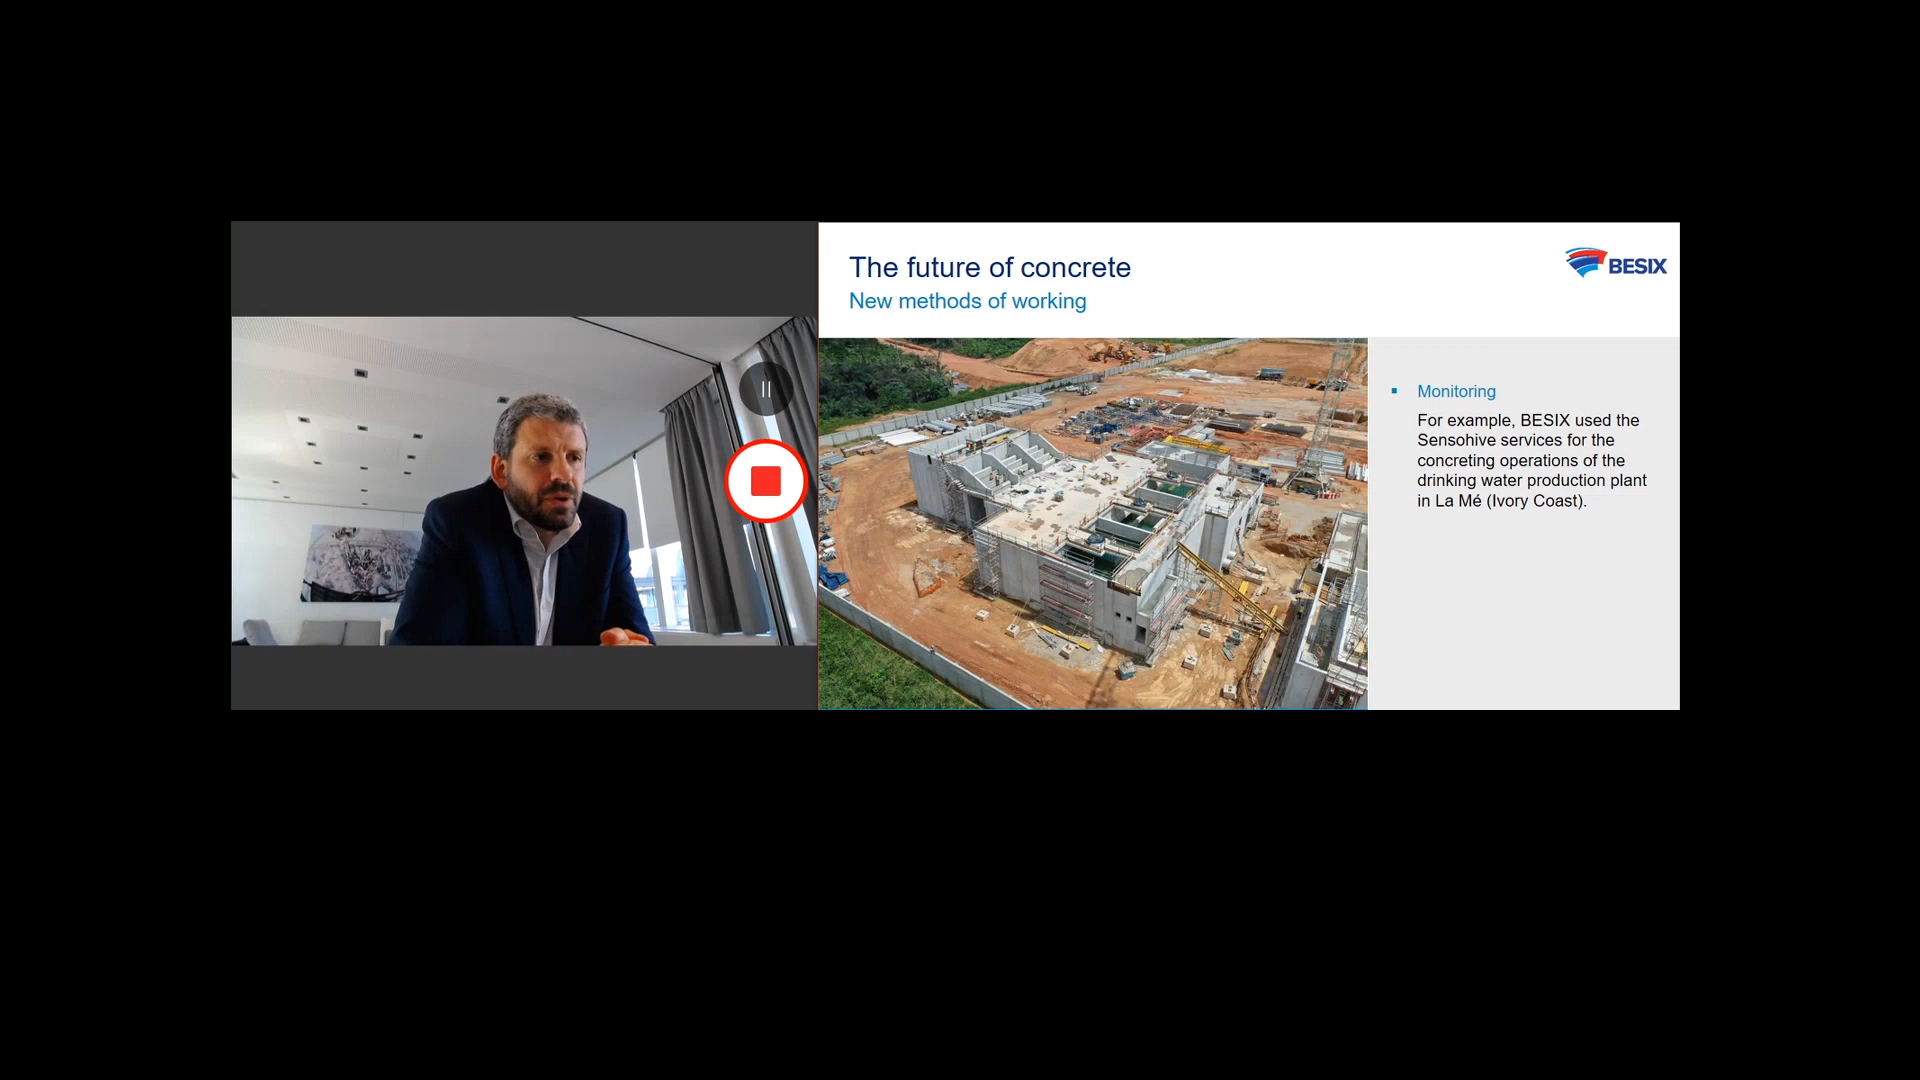 The future of concrete
New methods of working
BESIX
Monitoring
For example, BESIX used the
Sensohive services for the
concreting operations of the
drinking water production plant
in La Mé (Ivory Coast).